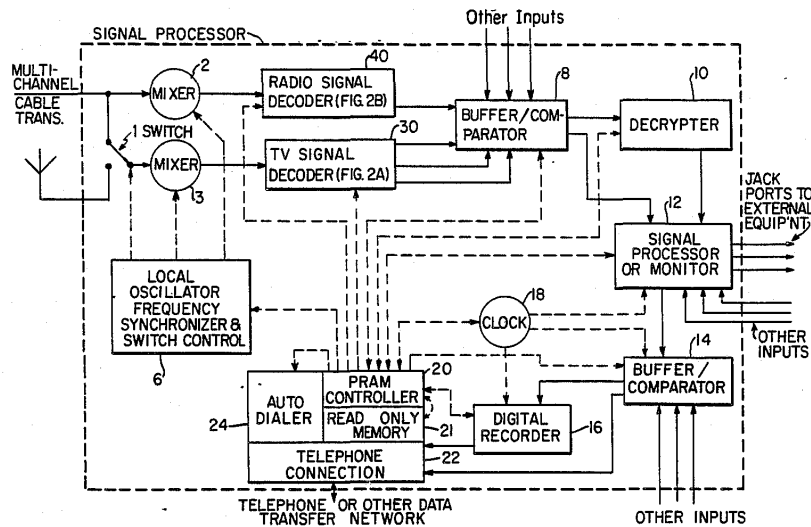 Other Inputs
SIGNAL PROCESSOR
MULTI-
CHANNEL
CABLE
TRANS.
2
MIXER
40
RADIO SIGNAL
DECODER (FIG. 2B)
8
BUFFER/COM-
PARATOR
10
DECRYPTER
1 SWITCH
MIXER
3
30
TV SIGNAL
DECODER (FIG. 2A)
JACK
PORTS TO
EXTERNAL
EQUIP'NT.
12
SIGNAL
PROCESSOR
OR MONITOR
LOCAL
OSCILLATOR
FREQUENCY
SYNCHRONIZER &
SWITCH CONTROL
6
18
CLOCK
OTHER
INPUTS
14
BUFFER/
COMPARATOR
20
PRAM
CONTROLLER
AUTO
DIALER
24
READ ONLY
MEMORY
21
DIGITAL
RECORDER
16
TELEPHONE
CONNECTION
22
TELEPHONE OR OTHER DATA
TRANSFER NETWORK
OTHER INPUTS